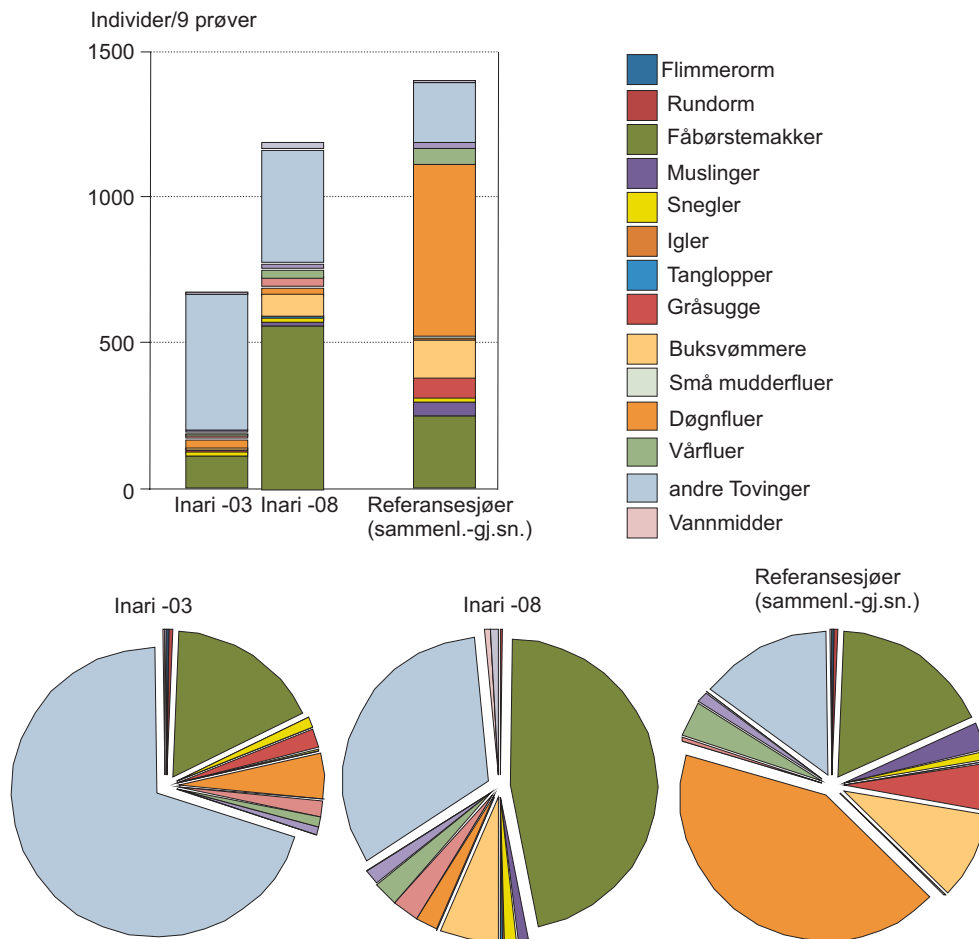 Individer/9 prøver
1500
1000
500
0
Inari -03
Inari -08
Referansesjøer
(sammenl.-gj.sn.)
Flimmerorm
Rundorm
Fåbørstemakker
Muslinger
Snegler
Igler
Tanglopper
Gråsugge
Buksvømmere
Små mudderfluer
Døgnfluer
Vårfluer
andre Tovinger
Vannmidder
Inari -03
Inari -08
Referansesjøer
(sammenl.-gj.sn.)